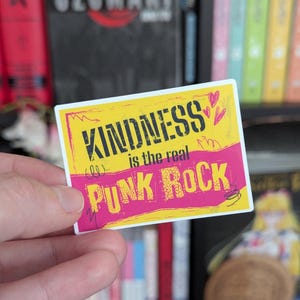 KINDNESS
is the real
PUNK ROCK